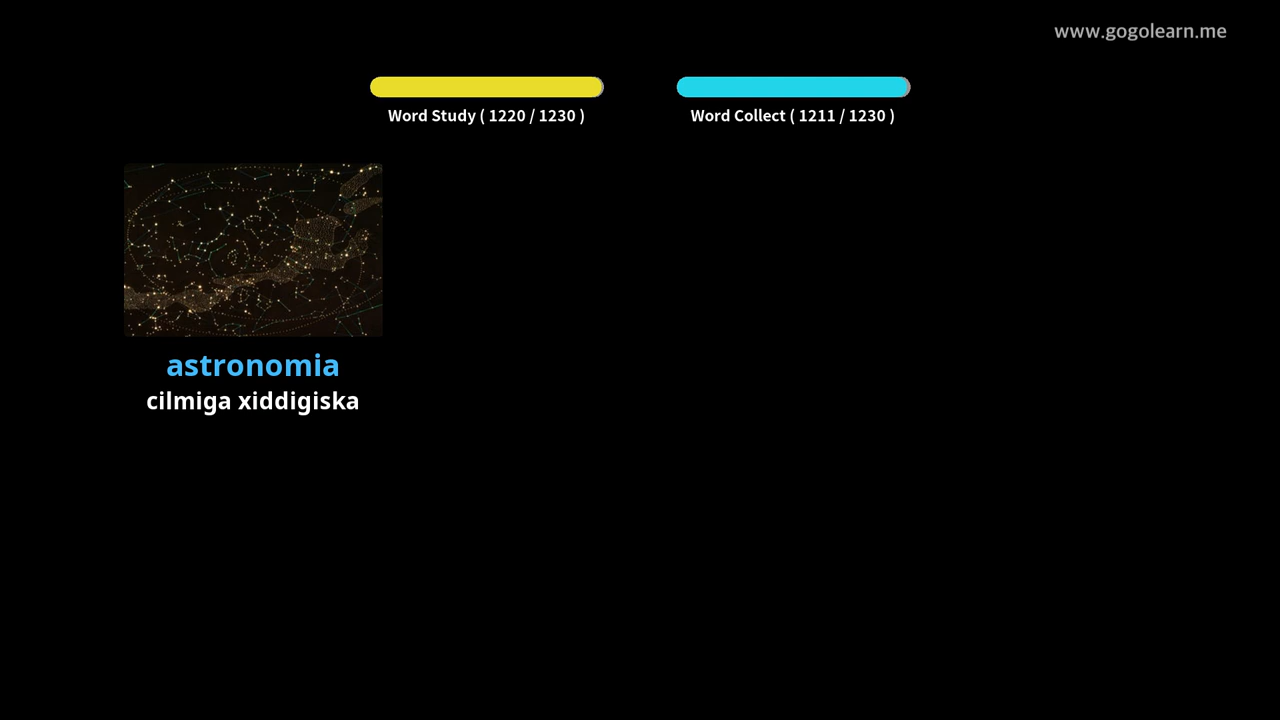 www.gogolearn.me
Word Study ( 1220 / 1230 )
Word Collect ( 1211 / 1230 )
astronomia
cilmiga xiddigiska